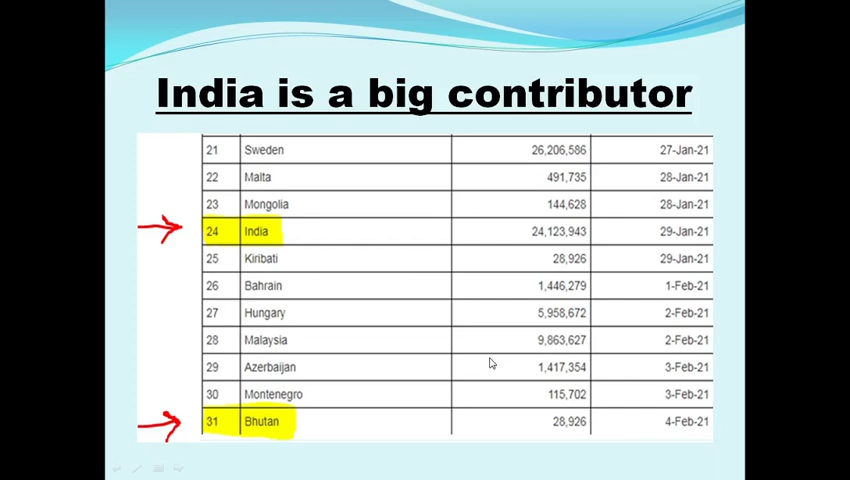 India is a big contributor
21 Sweden 26,206,586 27-Jan-21
22 Malta 491,735 28-Jan-21
23 Mongolia 144,628 28-Jan-21
24 India 24,123,943 29-Jan-21
25 Kiribati 28,926 29-Jan-21
26 Bahrain 1,446,279 1-Feb-21
27 Hungary 5,958,672 2-Feb-21
28 Malaysia 9,863,627 2-Feb-21
29 Azerbaijan 1,417,354 3-Feb-21
30 Montenegro 115,702 3-Feb-21
31 Bhutan 28,926 4-Feb-21